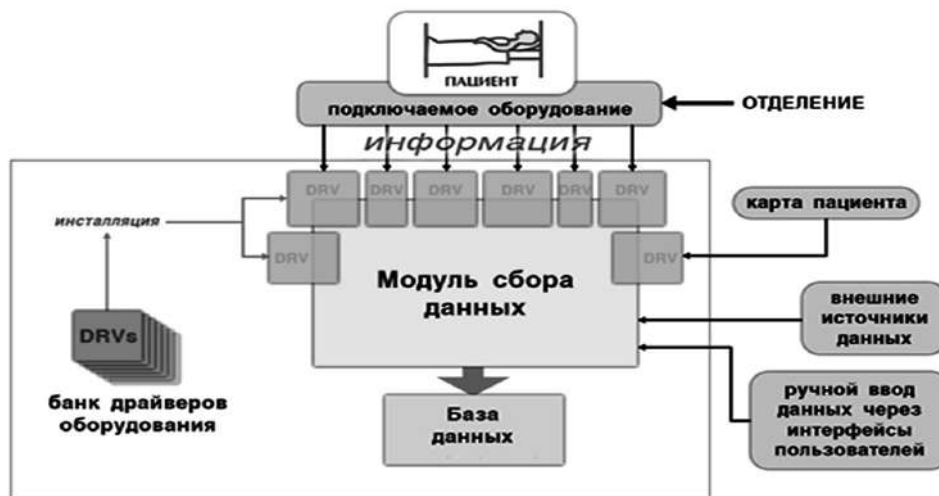 ПАЦИЕНТ
подключаемое оборудование
ОТДЕЛЕНИЕ
информация
DRV DRV DRV DRV DRV DRV
инсталляция
карта пациента
DRV
DRV
Модуль сбора
данных
внешние
источники
данных
DRVs
банк драйверов
оборудования
База
данных
ручной ввод
данных через
интерфейсы
пользователей